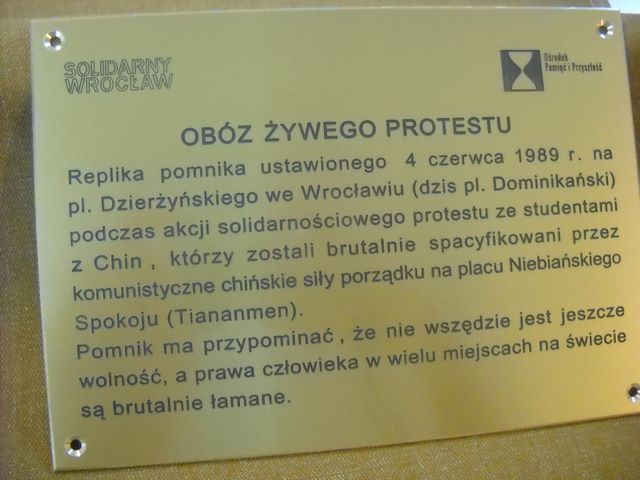 SOLIDARNY
WROCŁAW
Ośrodek
Pamięć i Przyszłość
OBÓZ ŻYWEGO PROTESTU
Replika pomnika ustawionego 4 czerwca 1989 r. na
pl. Dzierżyńskiego we Wrocławiu (dzis pl. Dominikański)
podczas akcji solidarnościowego protestu ze studentami
z Chin , którzy zostali brutalnie spacyfikowani przez
komunistyczne chińskie siły porządku na placu Niebiańskiego
Spokoju (Tiananmen).
Pomnik ma przypominać , że nie wszędzie jest jeszcze
wolność, a prawa człowieka w wielu miejscach na świecie
są brutalnie łamane.